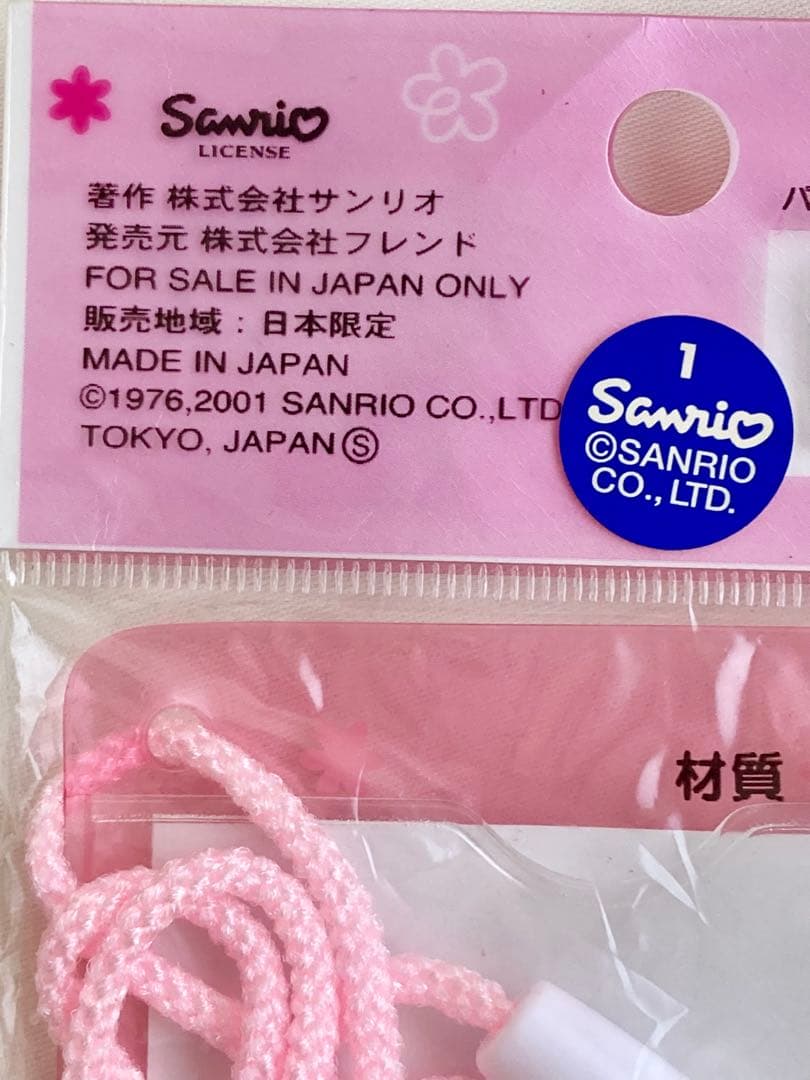 Sanrio
LICENSE
著作 株式会社サンリオ
発売元 株式会社フレンド
FOR SALE IN JAPAN ONLY
販売地域：日本限定
MADE IN JAPAN
©1976,2001 SANRIO CO.,LTD
TOKYO, JAPAN Ⓢ
パ
1
Sanrio
©SANRIO
CO., LTD.
材質